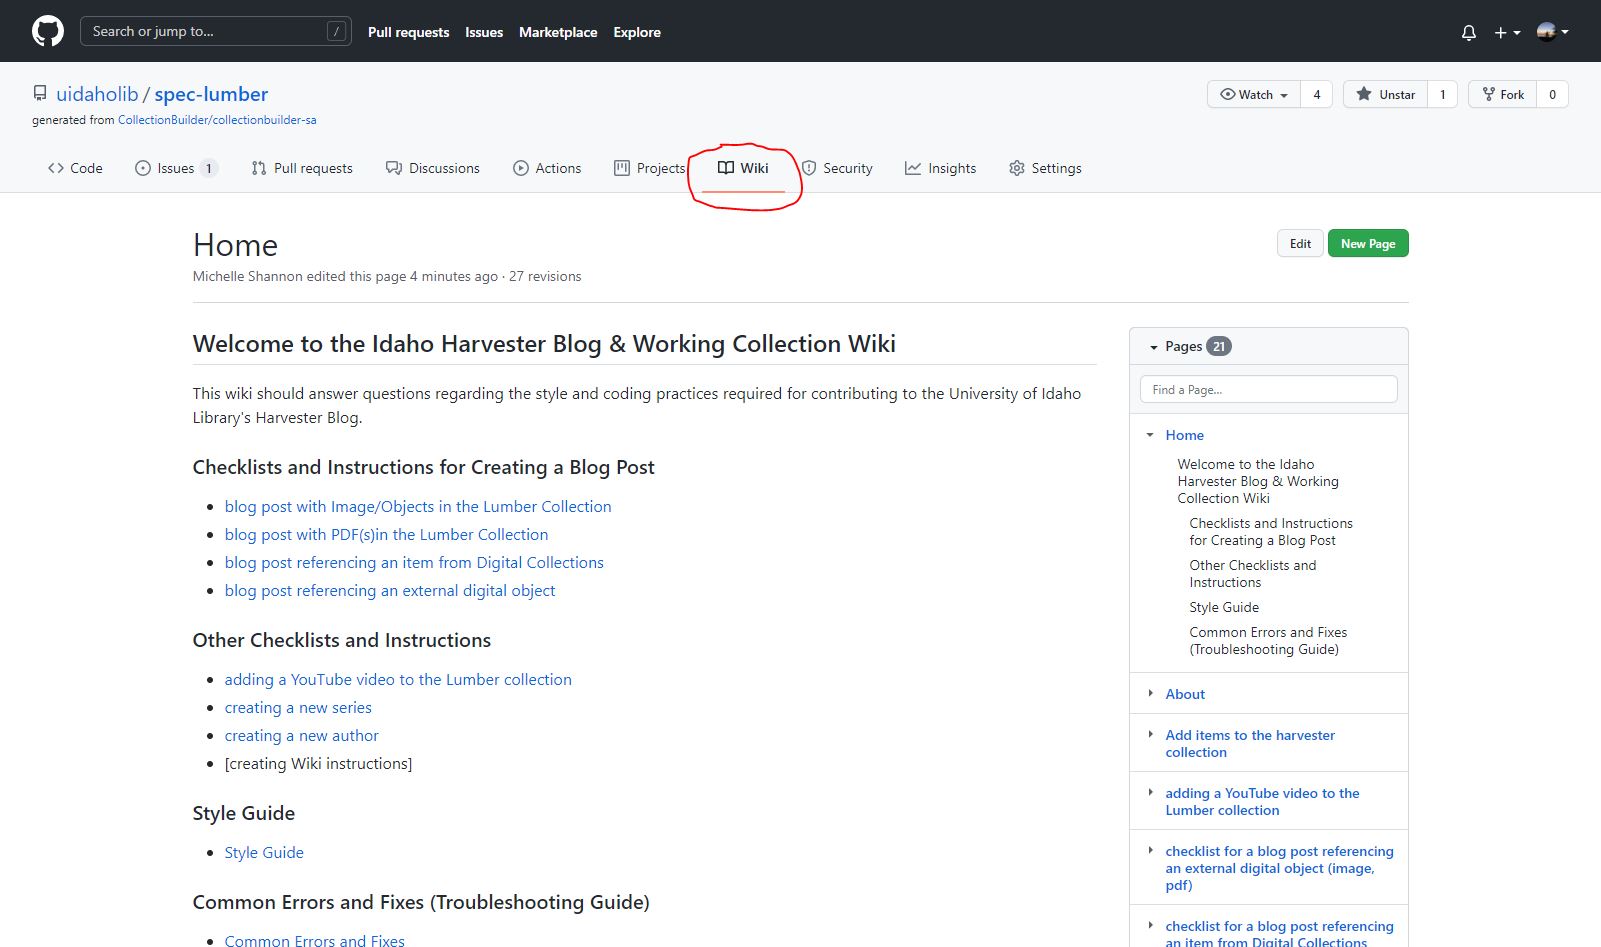 Search or jump to... /
Pull requests Issues Marketplace Explore
uidaholib / spec-lumber
Watch 4 Unstar 1 Fork 0
generated from CollectionBuilder/collectionbuilder-sa
Code Issues 1 Pull requests Discussions Actions Projects Wiki Security Insights Settings
Home
Edit New Page
Michelle Shannon edited this page 4 minutes ago · 27 revisions
Welcome to the Idaho Harvester Blog & Working Collection Wiki
This wiki should answer questions regarding the style and coding practices required for contributing to the University of Idaho
Library's Harvester Blog.
Checklists and Instructions for Creating a Blog Post
blog post with Image/Objects in the Lumber Collection
blog post with PDF(s)in the Lumber Collection
blog post referencing an item from Digital Collections
blog post referencing an external digital object
Other Checklists and Instructions
adding a YouTube video to the Lumber collection
creating a new series
creating a new author
[creating Wiki instructions]
Style Guide
Style Guide
Common Errors and Fixes (Troubleshooting Guide)
Common Errors and Fixes
Pages 21
Find a Page...
Home
Welcome to the Idaho
Harvester Blog & Working
Collection Wiki
Checklists and Instructions
for Creating a Blog Post
Other Checklists and
Instructions
Style Guide
Common Errors and Fixes
(Troubleshooting Guide)
About
Add items to the harvester
collection
adding a YouTube video to the
Lumber collection
checklist for a blog post referencing
an external digital object (image,
pdf)
checklist for a blog post referencing
an item from Digital Collections